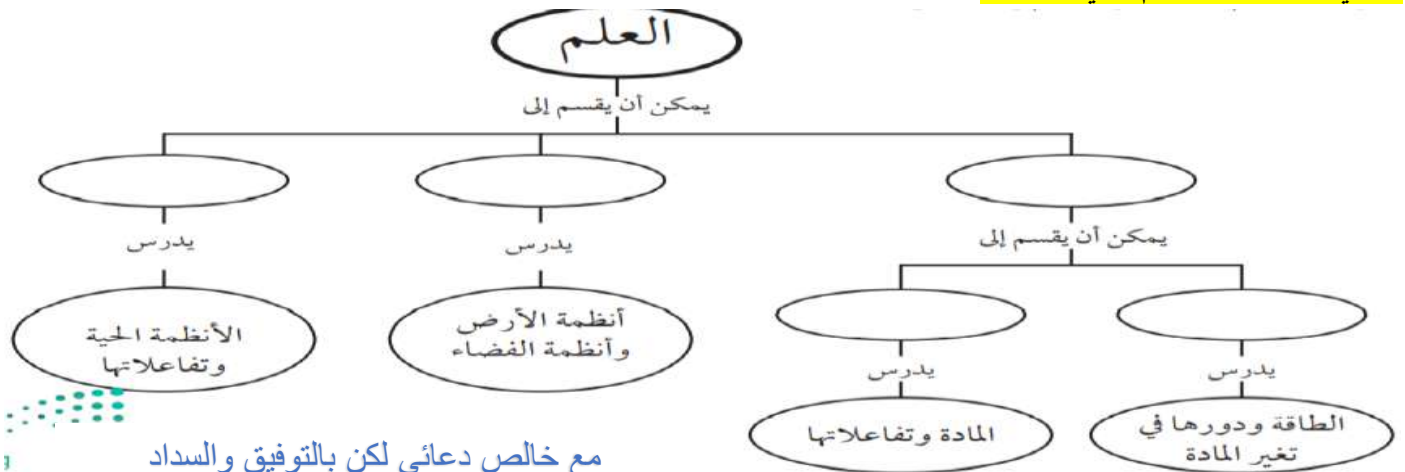 العلم
يمكن أن يقسم إلى
يمكن أن يقسم إلى
يدرس
يدرس
الطاقة ودورها في
تغير المادة
يدرس
المادة وتفاعلاتها
يدرس
أنظمة الأرض
وأنظمة الفضاء
الأنظمة الحية
وتفاعلاتها
مع خالص دعائي لكن بالتوفيق والسداد